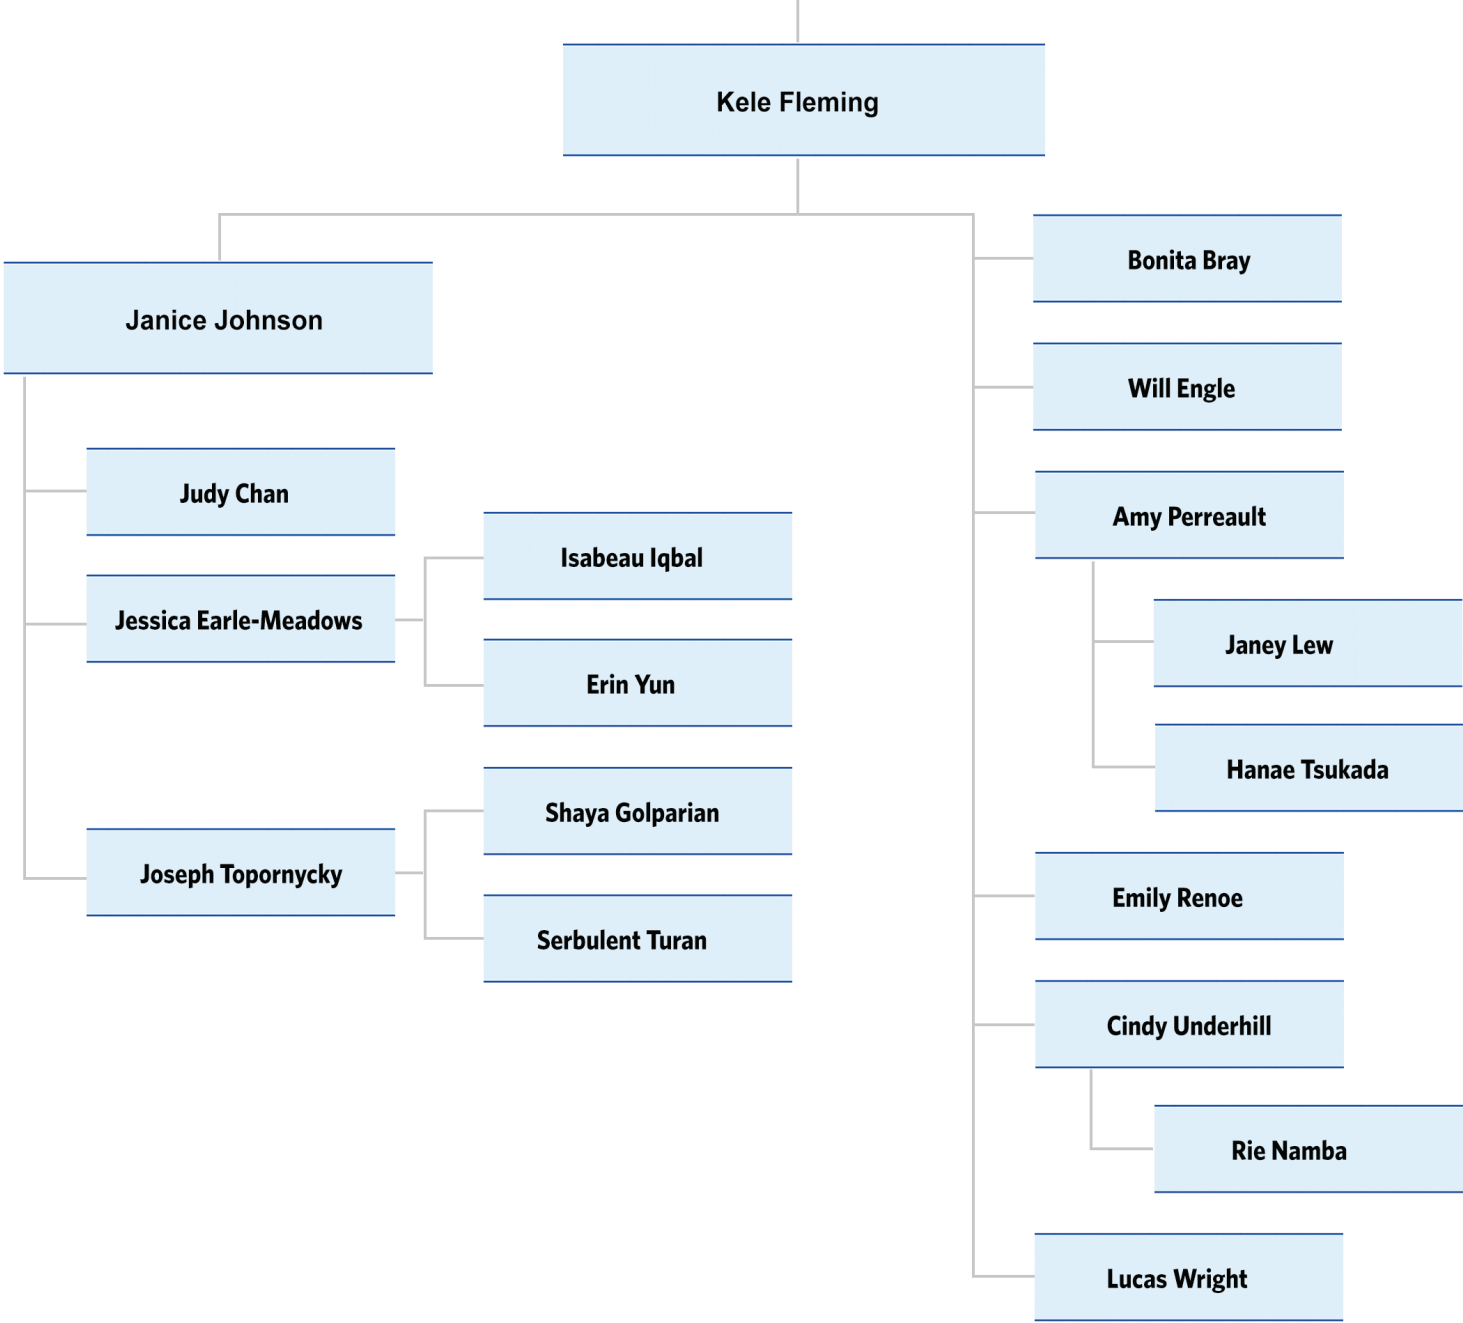 Kele Fleming
Janice Johnson
Judy Chan
Jessica Earle-Meadows
Isabeau Iqbal
Erin Yun
Joseph Topornycky
Shaya Golparian
Serbulent Turan
Bonita Bray
Will Engle
Amy Perreault
Janey Lew
Hanae Tsukada
Emily Renoe
Cindy Underhill
Rie Namba
Lucas Wright